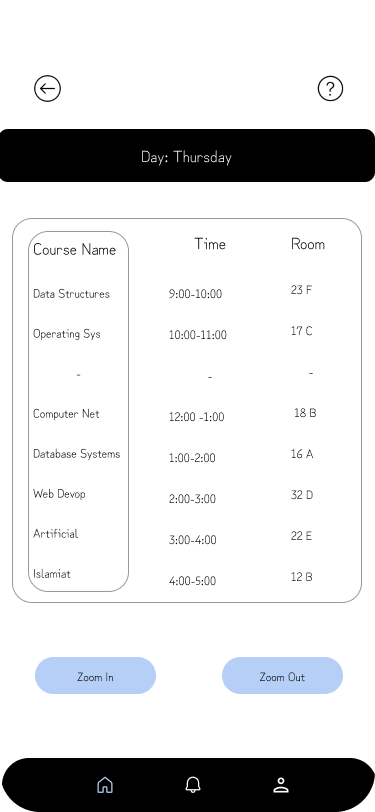 ?
Day: Thursday
Course Name Time Room
Data Structures 9:00-10:00 23 F
Operating Sys 10:00-11:00 17 C
- - -
Computer Net 12:00 -1:00 18 B
Database Systems 1:00-2:00 16 A
Web Devop 2:00-3:00 32 D
Artificial 3:00-4:00 22 E
Islamiat 4:00-5:00 12 B
Zoom In Zoom Out